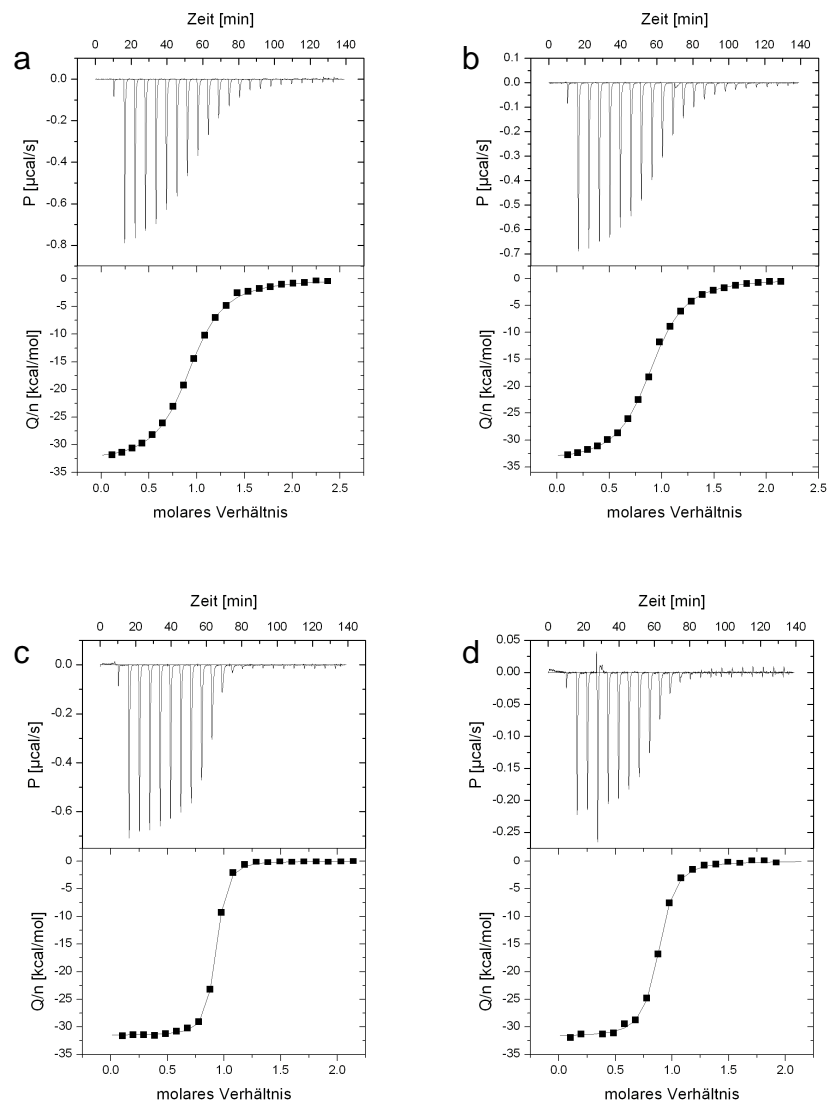 a
Zeit [min]
0 20 40 60 80 100 120 140
0.0
-0.2
-0.4
-0.6
-0.8
P [µcal/s]
0
-5
-10
-15
-20
-25
-30
-35
Q/n [kcal/mol]
0.0 0.5 1.0 1.5 2.0 2.5
molares Verhältnis
b
Zeit [min]
0 20 40 60 80 100 120 140
0.1
0.0
-0.1
-0.2
-0.3
-0.4
-0.5
-0.6
-0.7
P [µcal/s]
0
-5
-10
-15
-20
-25
-30
-35
Q/n [kcal/mol]
0.0 0.5 1.0 1.5 2.0 2.5
molares Verhältnis
c
Zeit [min]
0 20 40 60 80 100 120 140
0.0
-0.2
-0.4
-0.6
P [µcal/s]
0
-5
-10
-15
-20
-25
-30
-35
Q/n [kcal/mol]
0.0 0.5 1.0 1.5 2.0
molares Verhältnis
d
Zeit [min]
0 20 40 60 80 100 120 140
0.05
0.00
-0.05
-0.10
-0.15
-0.20
-0.25
P [µcal/s]
0
-5
-10
-15
-20
-25
-30
-35
Q/n [kcal/mol]
0.0 0.5 1.0 1.5 2.0
molares Verhältnis